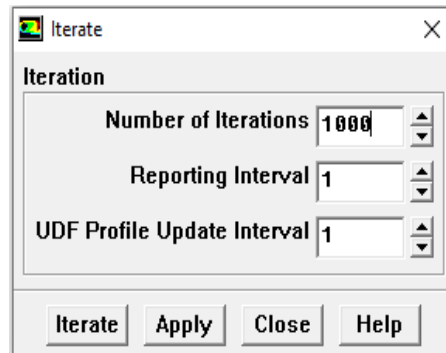 Iterate
Iteration
Number of Iterations 1000
Reporting Interval 1
UDF Profile Update Interval 1
Iterate Apply Close Help